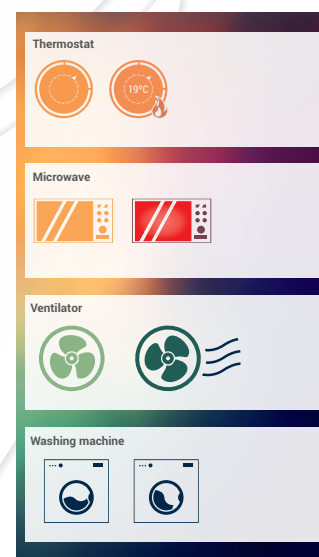 Thermostat
19°C
Microwave
Ventilator
Washing machine